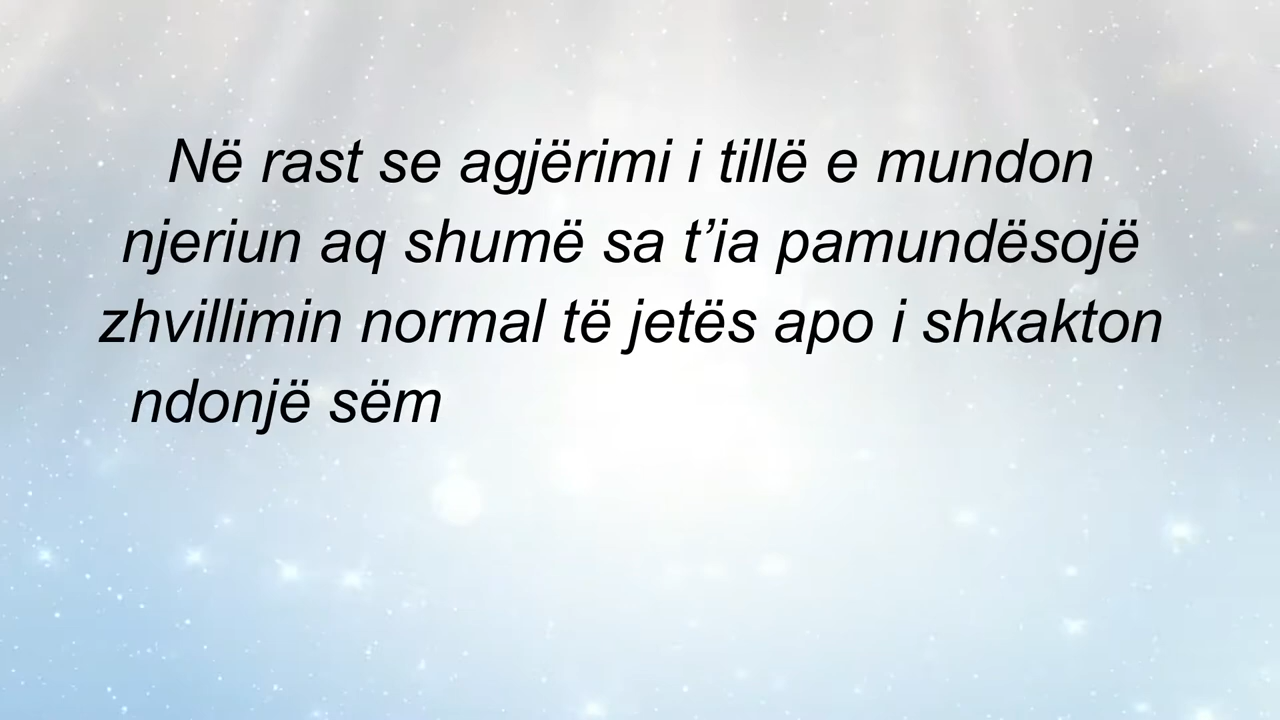 Në rast se agjërimi i tillë e mundon
njeriun aq shumë sa t’ia pamundësojë
zhvillimin normal të jetës apo i shkakton
ndonjë sëm